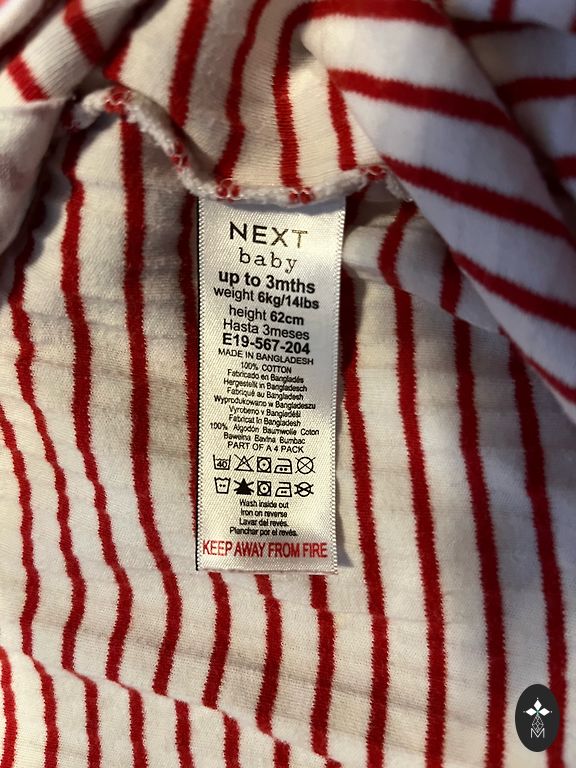 NEXT
baby
up to 3mths
weight 6kg/14lbs
height 62cm
Hasta 3meses
E19-567-204
MADE IN BANGLADESH
100% COTTON
Fabricado en Bangladés
Hergestellt in Bangladesch
Fabriqué au Bangladesh
Wyprodukowano w Bangladeszu
Vyrobeno v Bangladéši
Fabricat în Bangladesh
100% Algodón Baumwolle Coton
Bawełna Bavlna Bumbac
PART OF A 4 PACK
40
Wash inside out
Iron on reverse
Lavar del revés.
Planchar por el revés.
KEEP AWAY FROM FIRE